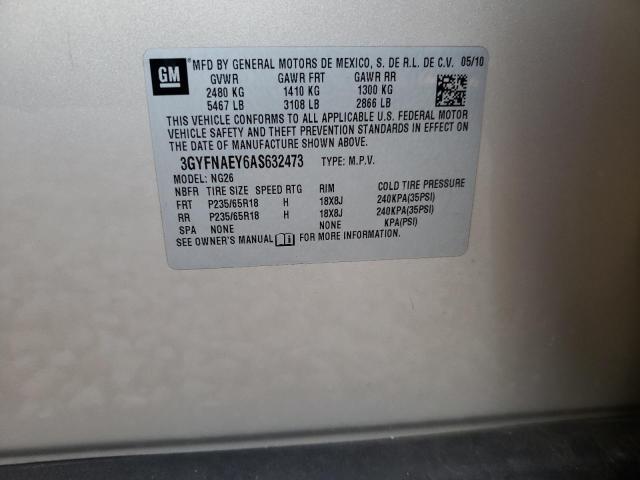 GM
MFD BY GENERAL MOTORS DE MEXICO, S. DE R.L. DE C.V. 05/10
GVWR GAWR FRT GAWR RR
2480 KG 1410 KG 1300 KG
5467 LB 3108 LB 2866 LB
THIS VEHICLE CONFORMS TO ALL APPLICABLE U.S. FEDERAL MOTOR
VEHICLE SAFETY AND THEFT PREVENTION STANDARDS IN EFFECT ON
THE DATE OF MANUFACTURE SHOWN ABOVE.
3GYFNAEY6AS632473 TYPE: M.P.V.
MODEL: NG26
NBFR TIRE SIZE SPEED RTG RIM COLD TIRE PRESSURE
FRT P235/65R18 H 18X8J 240KPA(35PSI)
RR P235/65R18 H 18X8J 240KPA(35PSI)
SPA NONE NONE KPA(PSI)
SEE OWNER'S MANUAL FOR MORE INFORMATION.